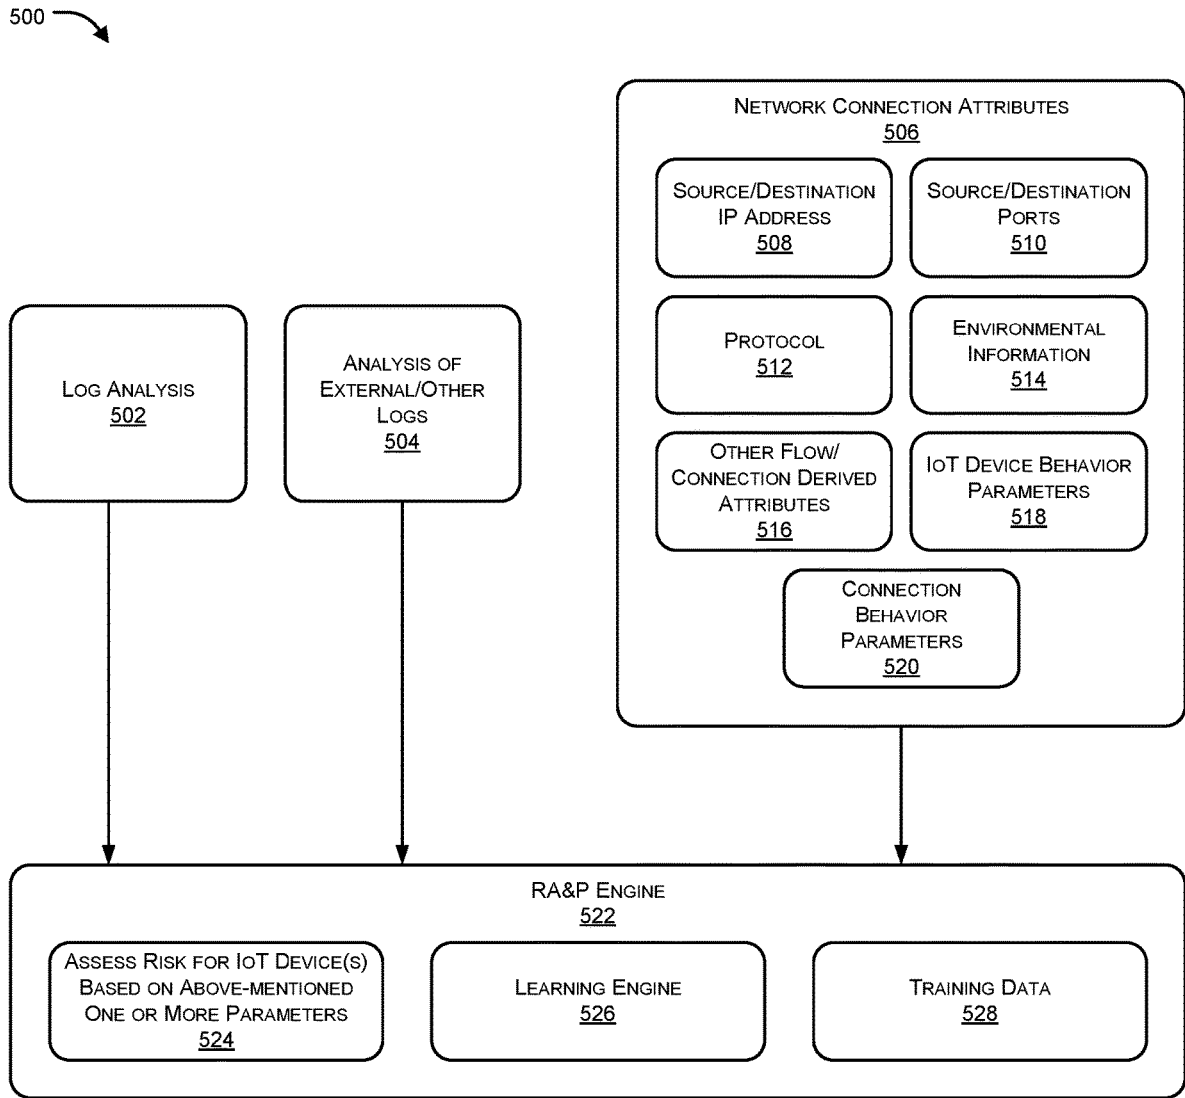 500
NETWORK CONNECTION ATTRIBUTES
506
SOURCE/DESTINATION
IP ADDRESS
508
SOURCE/DESTINATION
PORTS
510
PROTOCOL
512
ENVIRONMENTAL
INFORMATION
514
OTHER FLOW/
CONNECTION DERIVED
ATTRIBUTES
516
IOT DEVICE BEHAVIOR
PARAMETERS
518
CONNECTION
BEHAVIOR
PARAMETERS
520
LOG ANALYSIS
502
ANALYSIS OF
EXTERNAL/OTHER
LOGS
504
RA&P ENGINE
522
ASSESS RISK FOR IOT DEVICE(S)
BASED ON ABOVE-MENTIONED
ONE OR MORE PARAMETERS
524
LEARNING ENGINE
526
TRAINING DATA
528